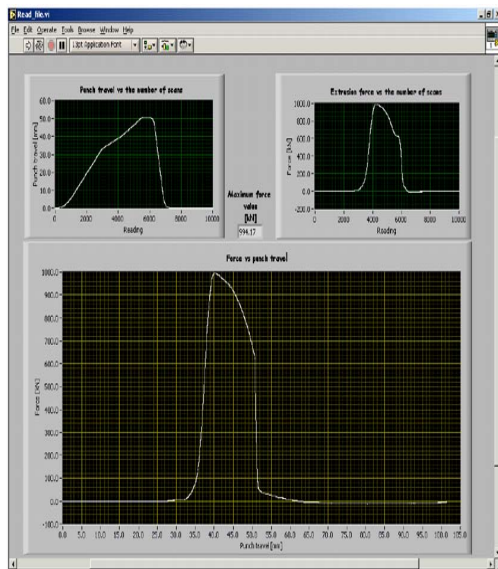 Read_file.vi
File Edit Operate Tools Browse Window Help
13pt Application Font
Punch travel vs the number of scans
Punch travel [mm]
60.0
50.0
40.0
30.0
20.0
10.0
0.0
0 2000 4000 6000 8000 10000
Reading
Maximum force
value
[kN]
994.17
Extrusion force vs the number of scans
Force [kN]
1000.0
800.0
600.0
400.0
200.0
0.0
-200.0
0 2000 4000 6000 8000 10000
Reading
Force vs punch travel
Force [kN]
1000.0
900.0
800.0
700.0
600.0
500.0
400.0
300.0
200.0
100.0
0.0
-100.0
0.0 5.0 10.0 15.0 20.0 25.0 30.0 35.0 40.0 45.0 50.0 55.0 60.0 65.0 70.0 75.0 80.0 85.0 90.0 95.0 100.0 105.0
Punch travel [mm]